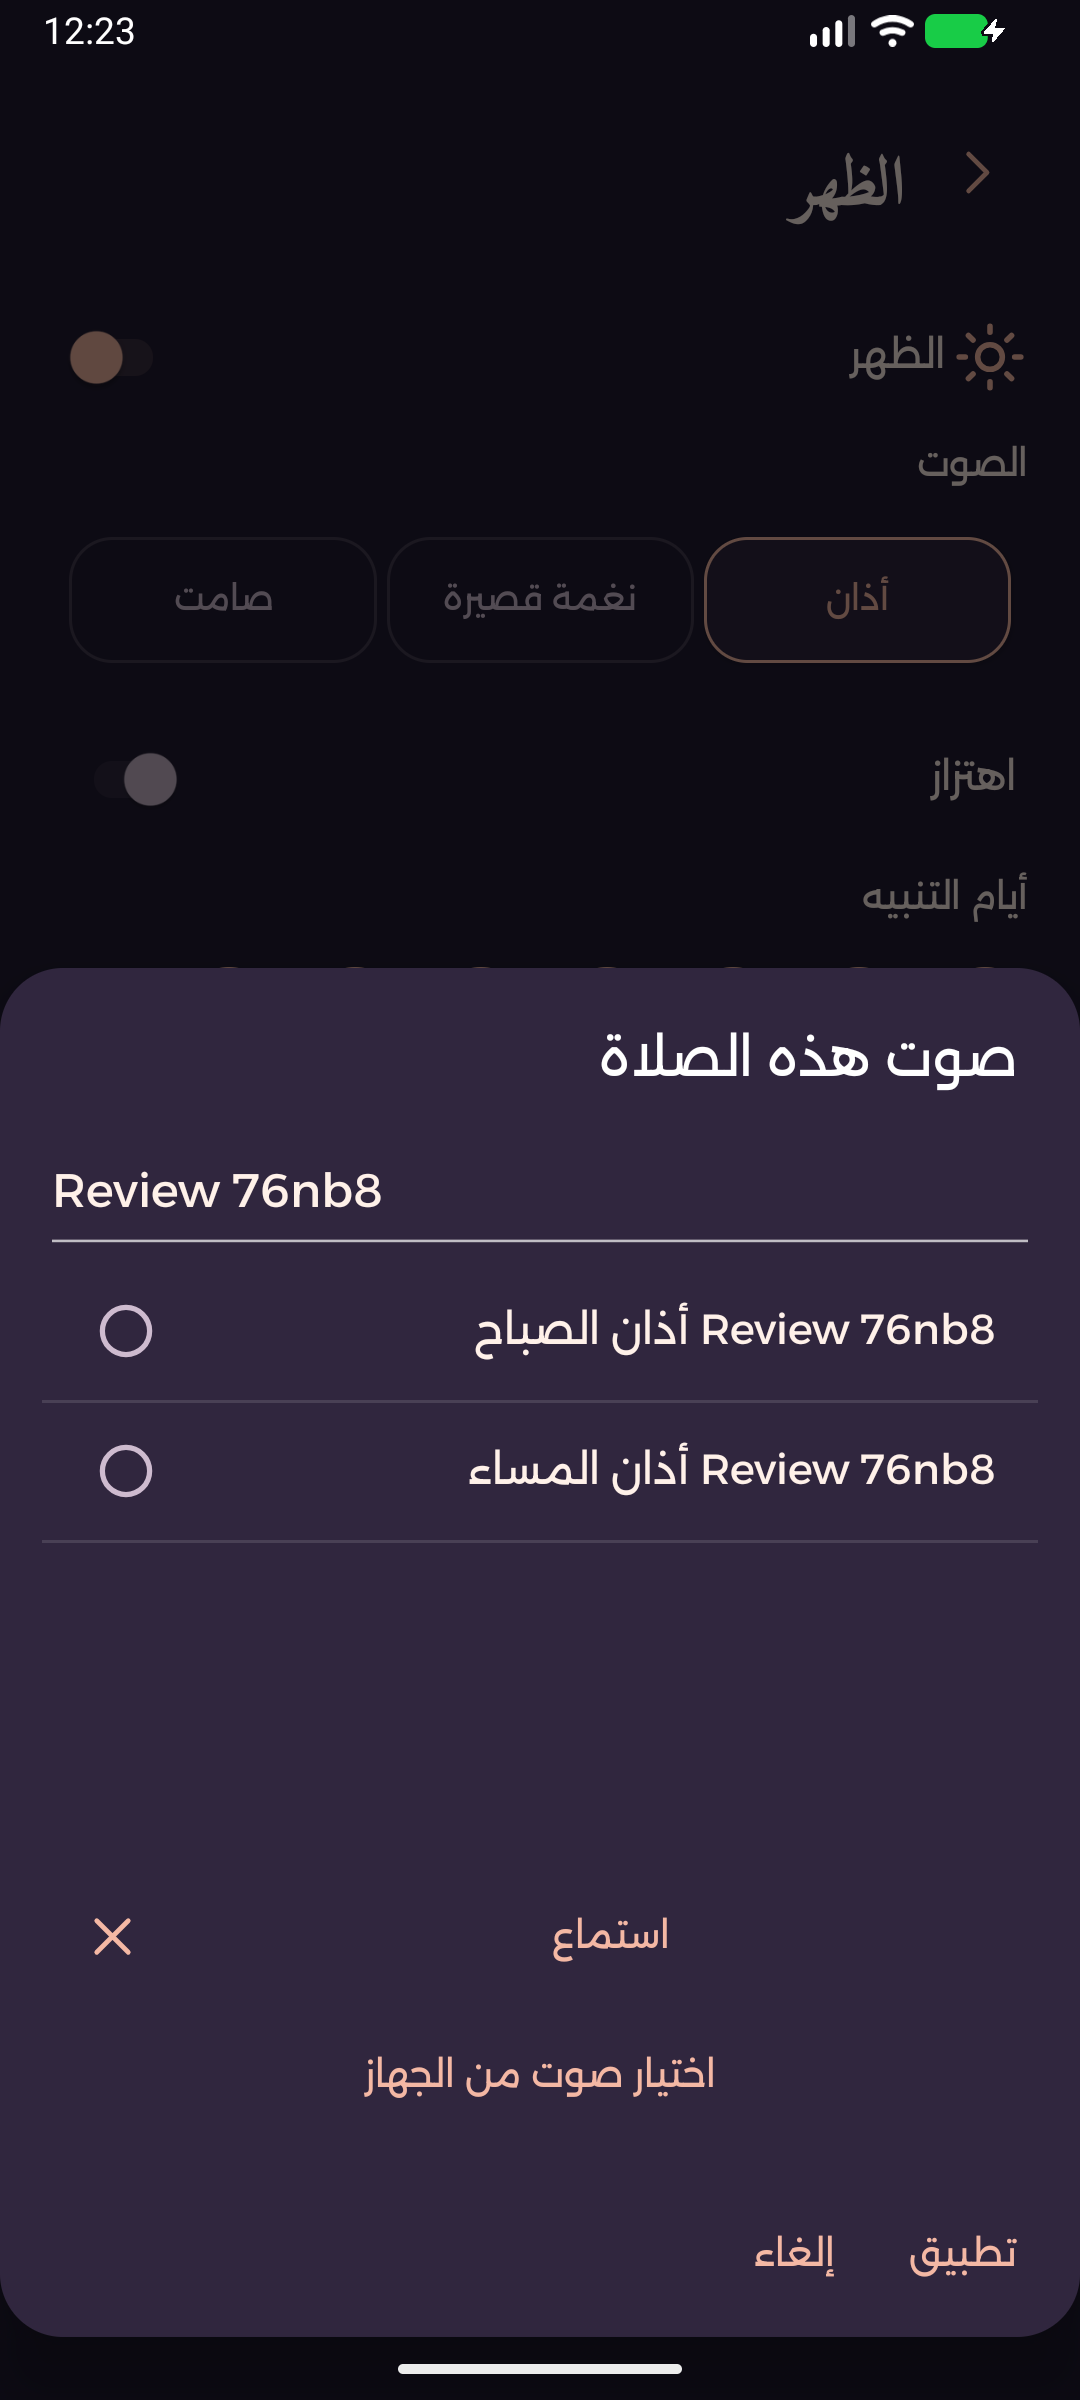 12:23
الظهر
الظهر
الصوت
أذان
نغمة قصيرة
صامت
اهتزاز
أيام التنبيه
صوت هذه الصلاة
Review 76nb8
Review 76nb8 أذان الصباح
Review 76nb8 أذان المساء
استماع
اختيار صوت من الجهاز
تطبيق
إلغاء